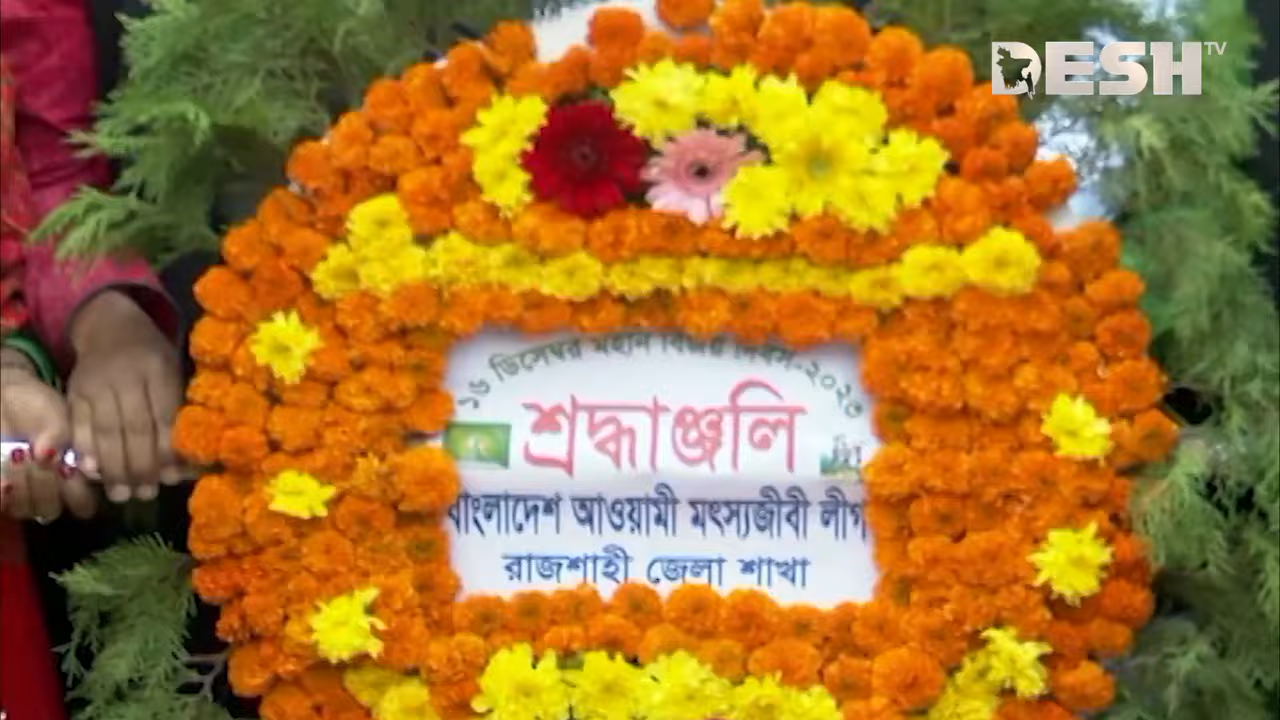 DESH TV
১৬ ডিসেম্বর মহান বিজয় দিবস-২০২৩
শ্রদ্ধাঞ্জলি
বাংলাদেশ আওয়ামী মৎস্যজীবী লীগ
রাজশাহী জেলা শাখা